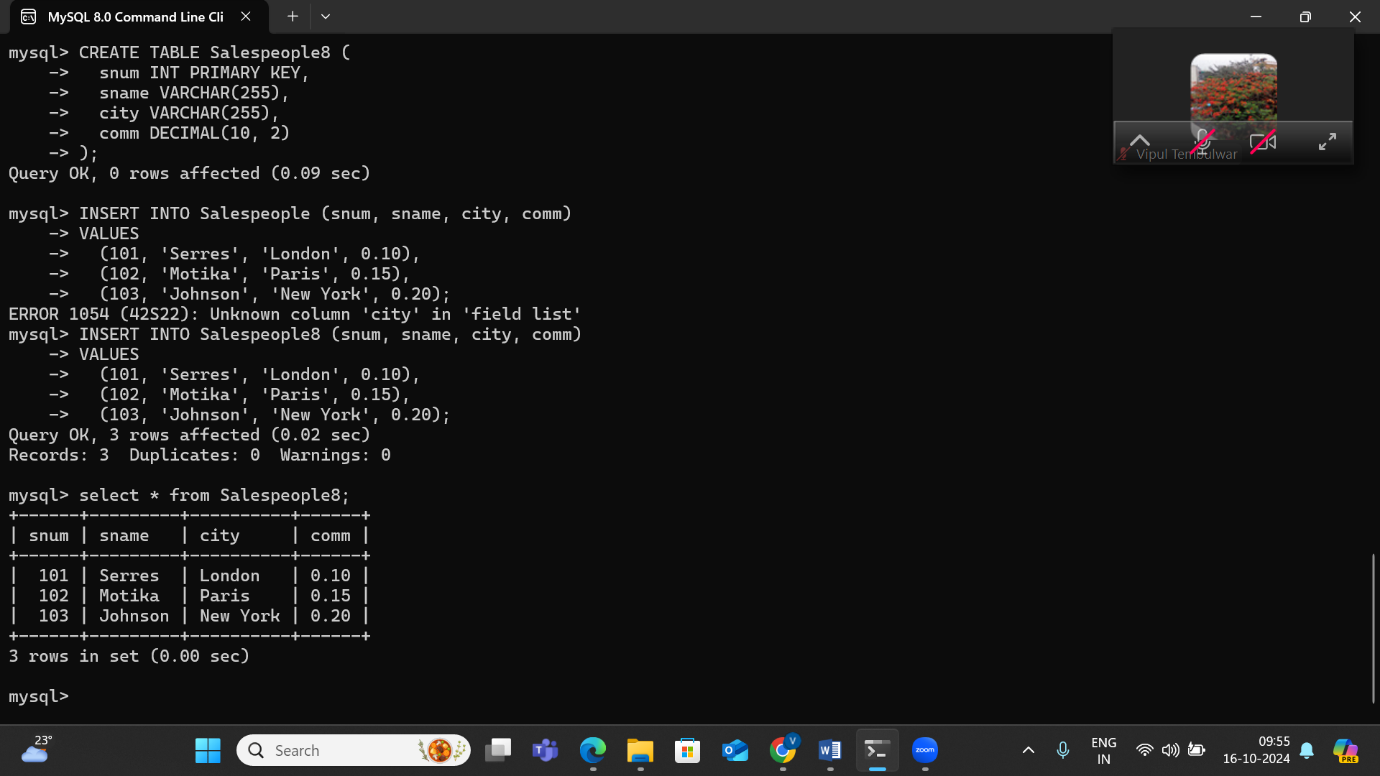 MySQL 8.0 Command Line Cli
mysql> CREATE TABLE Salespeople8 (
    ->   snum INT PRIMARY KEY,
    ->   sname VARCHAR(255),
    ->   city VARCHAR(255),
    ->   comm DECIMAL(10, 2)
    -> );
Query OK, 0 rows affected (0.09 sec)
Vipul Tembulwar
mysql> INSERT INTO Salespeople (snum, sname, city, comm)
    -> VALUES
    ->   (101, 'Serres', 'London', 0.10),
    ->   (102, 'Motika', 'Paris', 0.15),
    ->   (103, 'Johnson', 'New York', 0.20);
ERROR 1054 (42S22): Unknown column 'city' in 'field list'
mysql> INSERT INTO Salespeople8 (snum, sname, city, comm)
    -> VALUES
    ->   (101, 'Serres', 'London', 0.10),
    ->   (102, 'Motika', 'Paris', 0.15),
    ->   (103, 'Johnson', 'New York', 0.20);
Query OK, 3 rows affected (0.02 sec)
Records: 3  Duplicates: 0  Warnings: 0
mysql> select * from Salespeople8;
+------+---------+----------+------+
| snum | sname   | city     | comm |
+------+---------+----------+------+
|  101 | Serres  | London   | 0.10 |
|  102 | Motika  | Paris    | 0.15 |
|  103 | Johnson | New York | 0.20 |
+------+---------+----------+------+
3 rows in set (0.00 sec)
mysql>
23°
Search
V
zoom
ENG
IN
09:55
16-10-2024
PRE